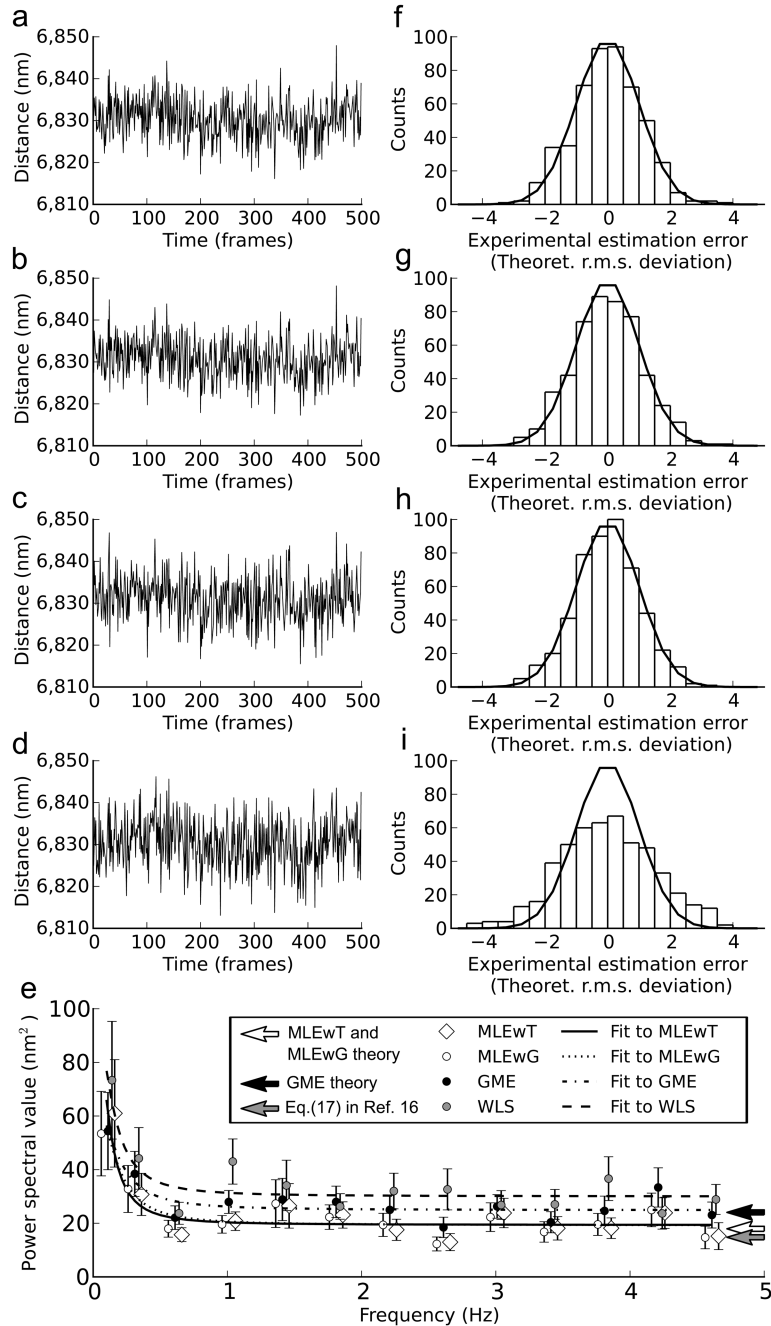 a
6,850
6,840
6,830
6,820
6,810
Distance (nm)
0 100 200 300 400 500
Time (frames)
f
100
80
60
40
20
0
Counts
−4 −2 0 2 4
Experimental estimation error
(Theoret. r.m.s. deviation)
b
6,850
6,840
6,830
6,820
6,810
Distance (nm)
0 100 200 300 400 500
Time (frames)
g
100
80
60
40
20
0
Counts
−4 −2 0 2 4
Experimental estimation error
(Theoret. r.m.s. deviation)
c
6,850
6,840
6,830
6,820
6,810
Distance (nm)
0 100 200 300 400 500
Time (frames)
h
100
80
60
40
20
0
Counts
−4 −2 0 2 4
Experimental estimation error
(Theoret. r.m.s. deviation)
d
6,850
6,840
6,830
6,820
6,810
Distance (nm)
0 100 200 300 400 500
Time (frames)
i
100
80
60
40
20
0
Counts
−4 −2 0 2 4
Experimental estimation error
(Theoret. r.m.s. deviation)
e
100
80
60
40
20
0
Power spectral value (nm² )
MLEwT and
MLEwG theory
GME theory
Eq.(17) in Ref. 16
MLEwT
MLEwG
GME
WLS
Fit to MLEwT
Fit to MLEwG
Fit to GME
Fit to WLS
0 1 2 3 4 5
Frequency (Hz)